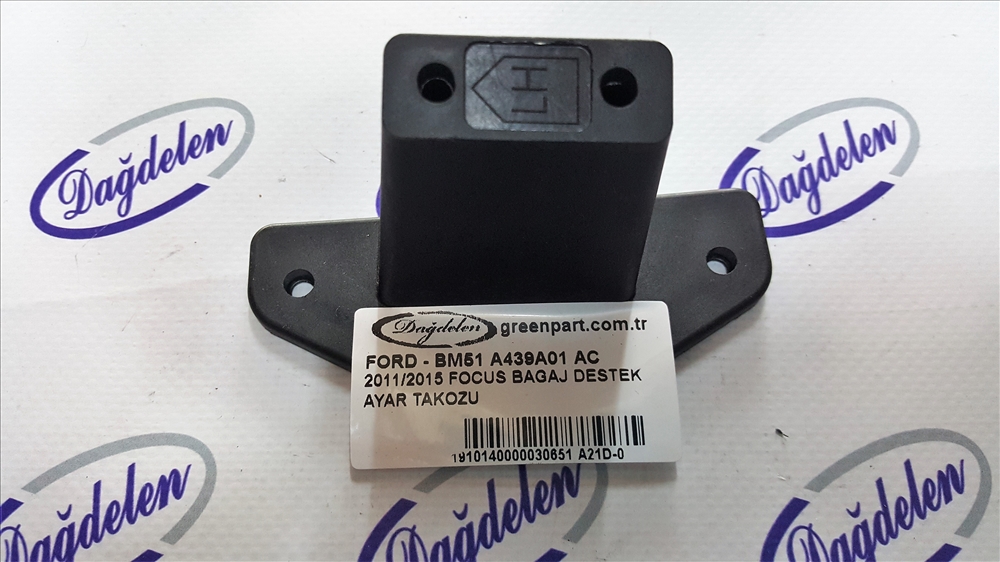 LH
Dağdelen
Dağdelen
Dağdelen greenpart.com.tr
FORD - BM51 A439A01 AC
2011/2015 FOCUS BAGAJ DESTEK
AYAR TAKOZU
1910140000030651 A21D-0
Dağdelen
Dağdelen
Dağdelen